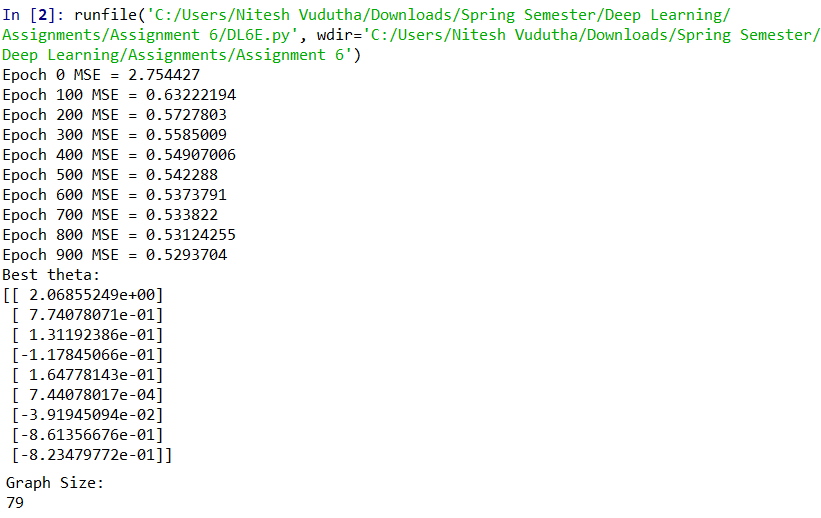 In [2]: runfile('C:/Users/Nitesh Vudutha/Downloads/Spring Semester/Deep Learning/
Assignments/Assignment 6/DL6E.py', wdir='C:/Users/Nitesh Vudutha/Downloads/Spring Semester/
Deep Learning/Assignments/Assignment 6')
Epoch 0 MSE = 2.754427
Epoch 100 MSE = 0.63222194
Epoch 200 MSE = 0.5727803
Epoch 300 MSE = 0.5585009
Epoch 400 MSE = 0.54907006
Epoch 500 MSE = 0.542288
Epoch 600 MSE = 0.5373791
Epoch 700 MSE = 0.533822
Epoch 800 MSE = 0.53124255
Epoch 900 MSE = 0.5293704
Best theta:
[[ 2.06855249e+00]
 [ 7.74078071e-01]
 [ 1.31192386e-01]
 [-1.17845066e-01]
 [ 1.64778143e-01]
 [ 7.44078017e-04]
 [-3.91945094e-02]
 [-8.61356676e-01]
 [-8.23479772e-01]]
Graph Size:
79